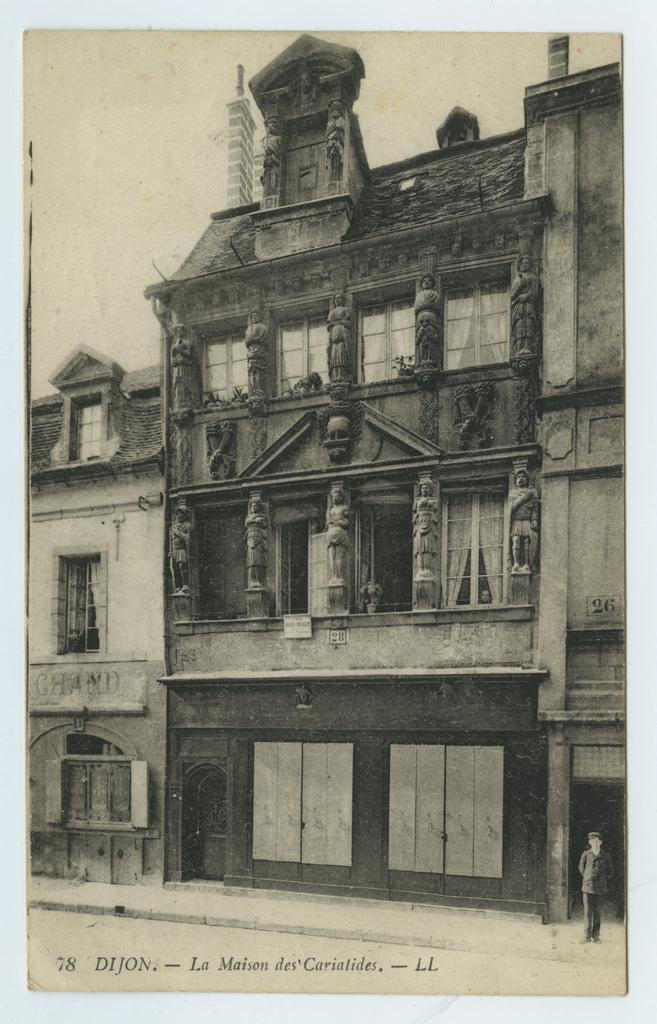 26
28
CHAND
78 DIJON. — La Maison des Cariatides. — LL